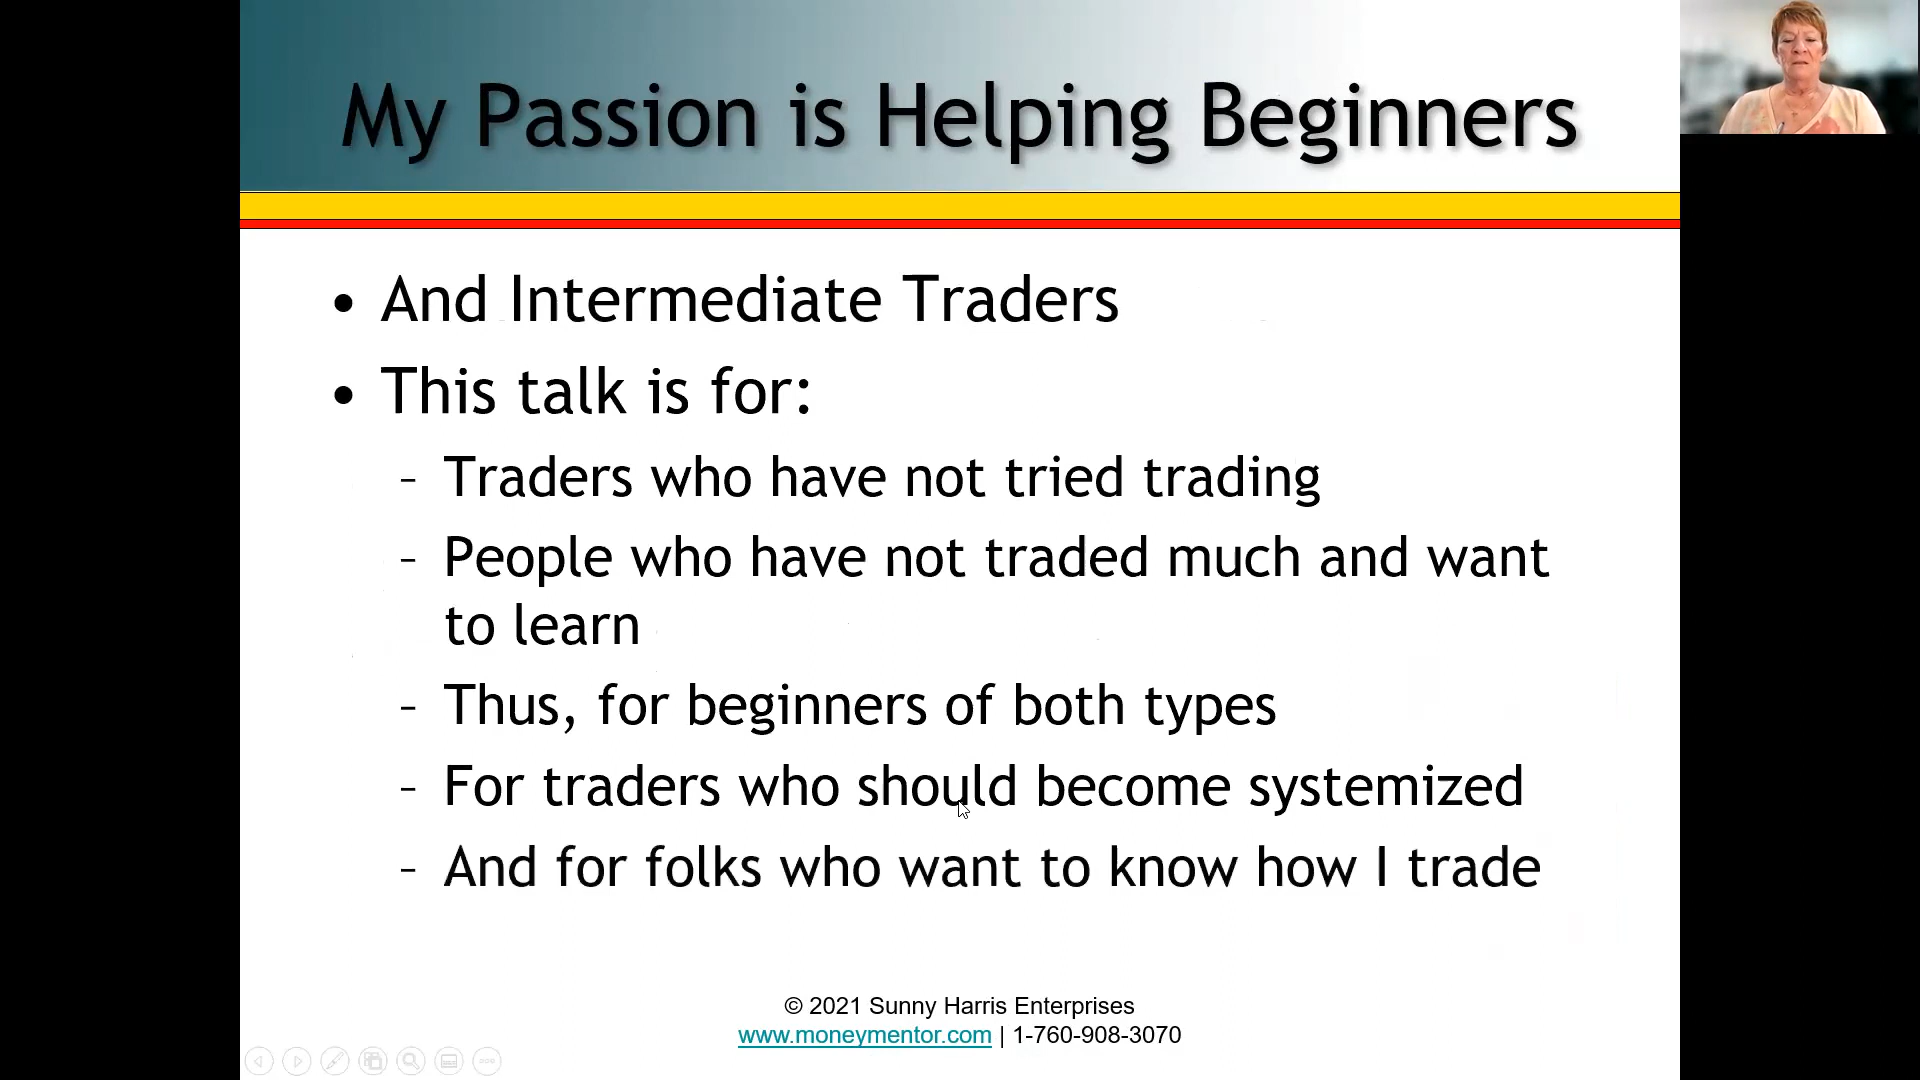 My Passion is Helping Beginners
• And Intermediate Traders
• This talk is for:
– Traders who have not tried trading
– People who have not traded much and want
to learn
– Thus, for beginners of both types
– For traders who should become systemized
– And for folks who want to know how I trade
© 2021 Sunny Harris Enterprises
www.moneymentor.com | 1-760-908-3070